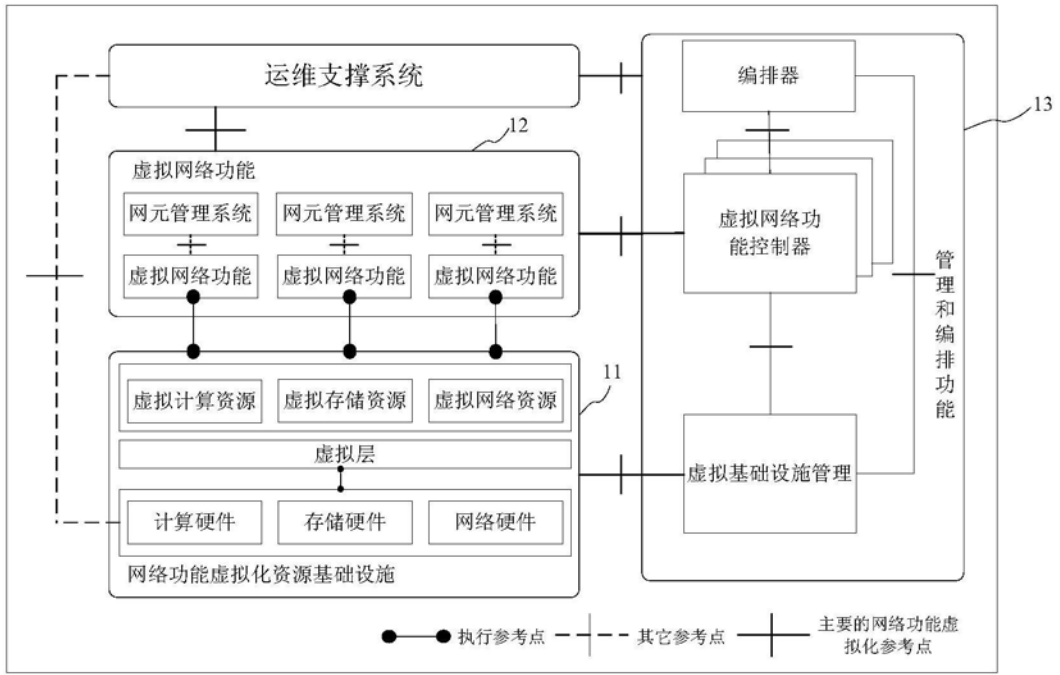 运维支撑系统
编排器
13
12
虚拟网络功能
网元管理系统
网元管理系统
网元管理系统
虚拟网络功能
虚拟网络功能
虚拟网络功能
虚拟网络功
能控制器
管理和编排功能
11
虚拟计算资源
虚拟存储资源
虚拟网络资源
虚拟层
虚拟基础设施管理
计算硬件
存储硬件
网络硬件
网络功能虚拟化资源基础设施
执行参考点
其它参考点
主要的网络功能虚
拟化参考点